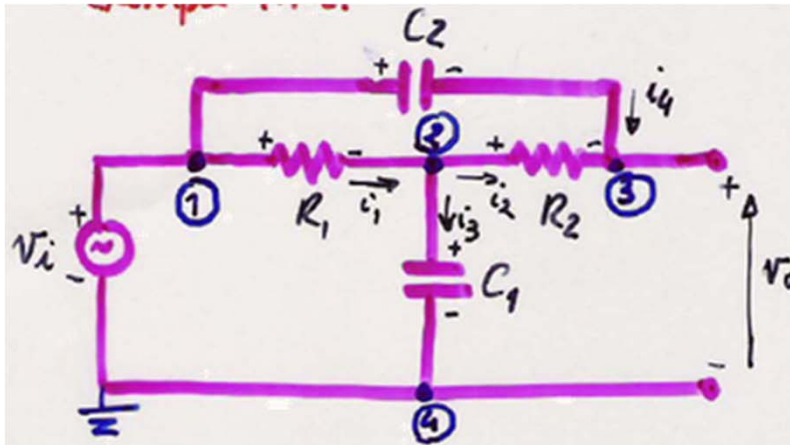 C2
+ - i4
+ - 2 + - 3
1 R1 i1 i2 R2 +
+ Vi - i3
+ C1 -
-
4